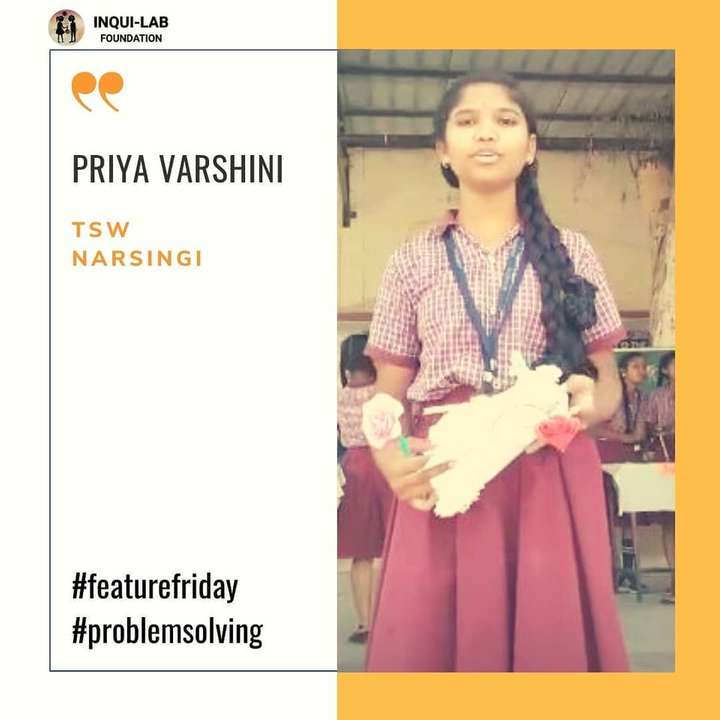 INQUI-LAB
FOUNDATION
PRIYA VARSHINI
TSW
NARSINGI
#featurefriday
#problemsolving